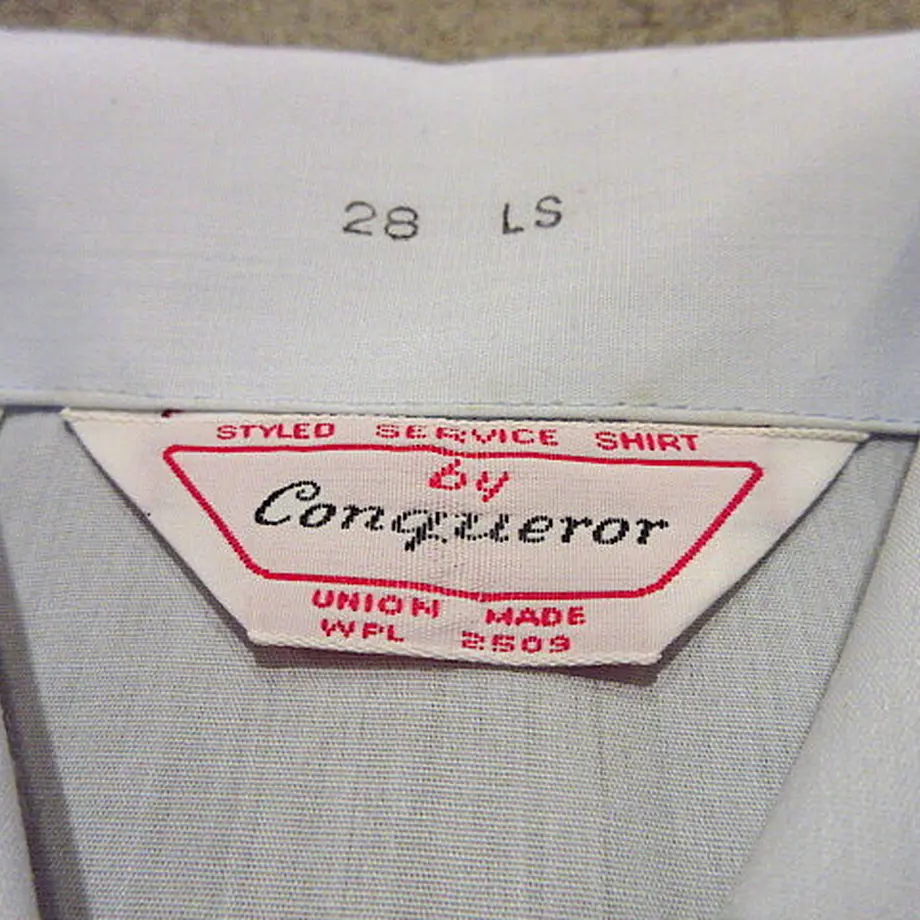 28 LS
STYLED SERVICE SHIRT
by
Conqueror
UNION MADE
WPL 2509